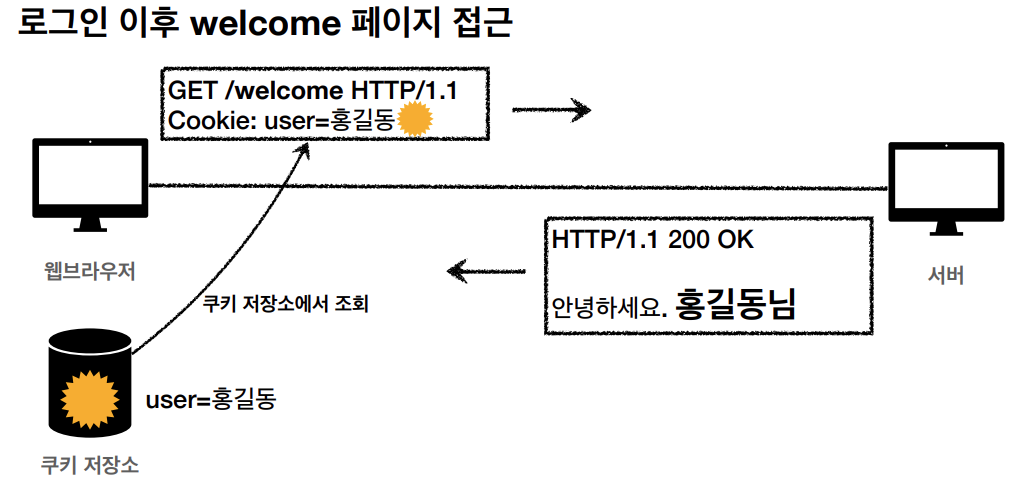 로그인 이후 welcome 페이지 접근
GET /welcome HTTP/1.1
Cookie: user=홍길동
웹브라우저
HTTP/1.1 200 OK
안녕하세요. 홍길동님
서버
쿠키 저장소에서 조회
user=홍길동
쿠키 저장소